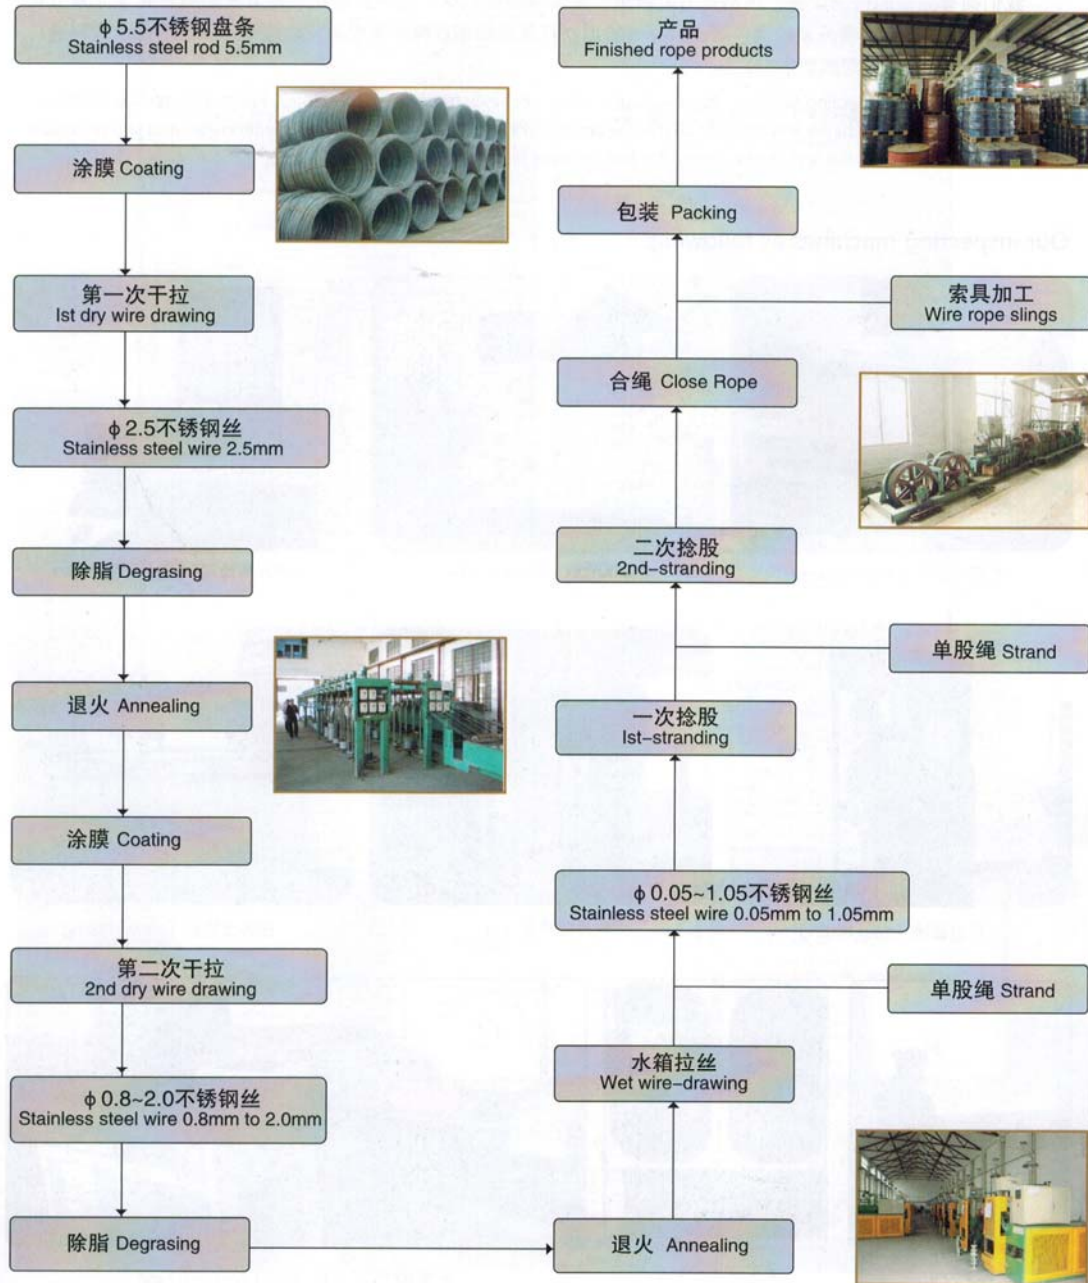 φ5.5不锈钢盘条
Stainless steel rod 5.5mm
涂膜 Coating
第一次干拉
Ist dry wire drawing
φ2.5不锈钢丝
Stainless steel wire 2.5mm
除脂 Degrasing
退火 Annealing
涂膜 Coating
第二次干拉
2nd dry wire drawing
φ0.8~2.0不锈钢丝
Stainless steel wire 0.8mm to 2.0mm
除脂 Degrasing
产品
Finished rope products
包装 Packing
索具加工
Wire rope slings
合绳 Close Rope
二次捻股
2nd-stranding
单股绳 Strand
一次捻股
Ist-stranding
φ0.05~1.05不锈钢丝
Stainless steel wire 0.05mm to 1.05mm
单股绳 Strand
水箱拉丝
Wet wire-drawing
退火 Annealing